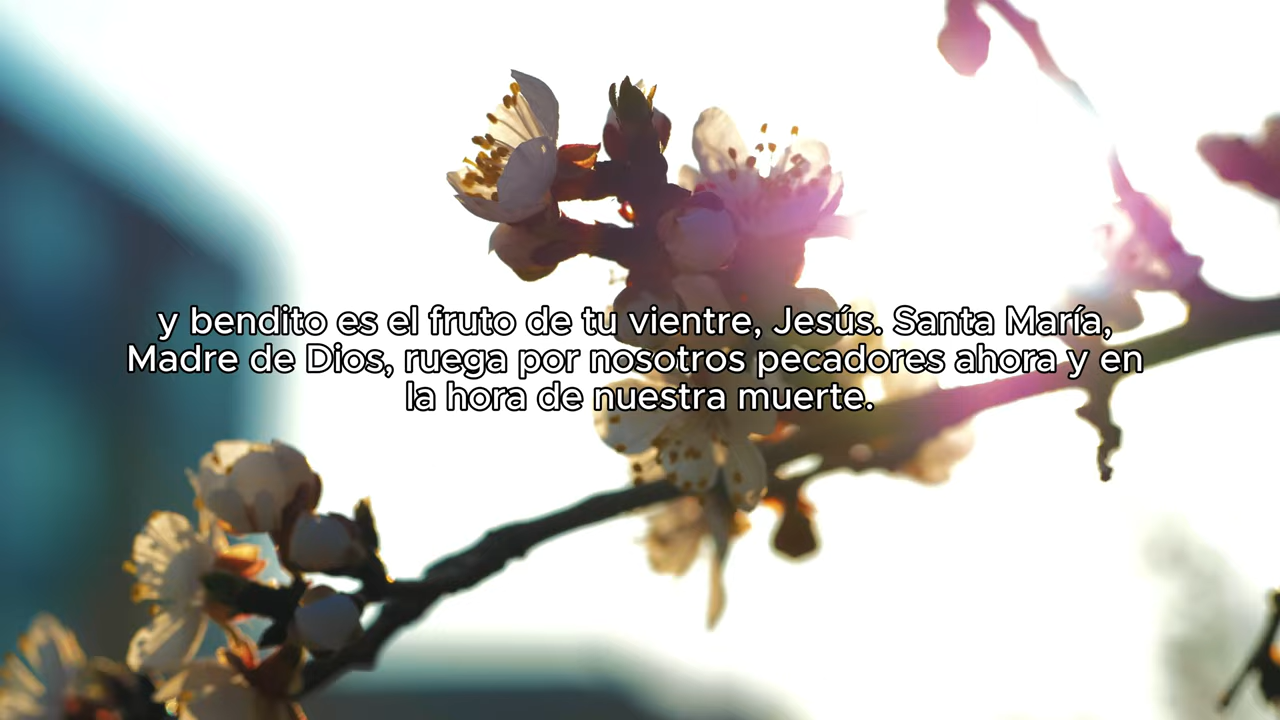 y bendito es el fruto de tu vientre, Jesús. Santa María,
Madre de Dios, ruega por nosotros pecadores ahora y en
la hora de nuestra muerte.